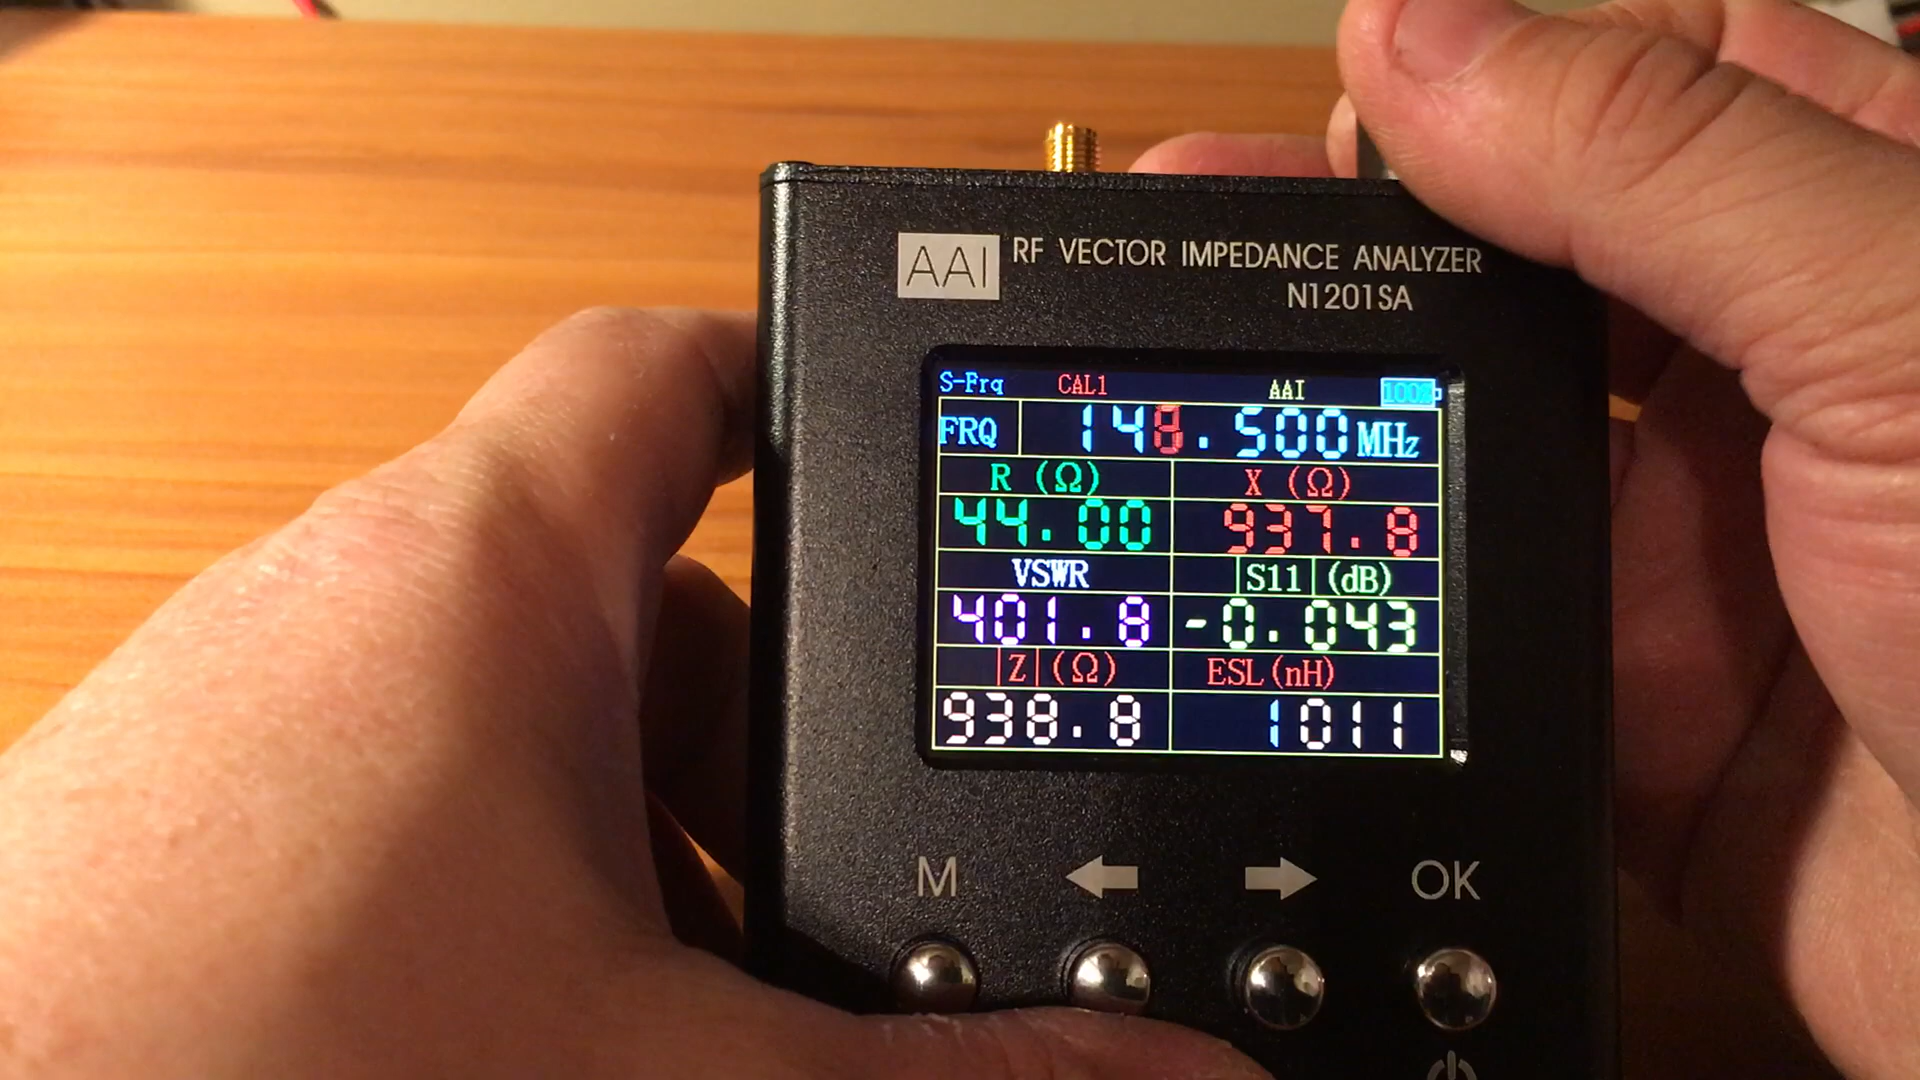 AAI RF VECTOR IMPEDANCE ANALYZER
N1201SA
S-Frq CAL1 AAI 100%
FRQ 148.500 MHz
R (Ω) X (Ω)
44.00 937.8
VSWR |S11| (dB)
401.8 -0.043
|Z| (Ω) ESL (nH)
938.8 1011
M OK